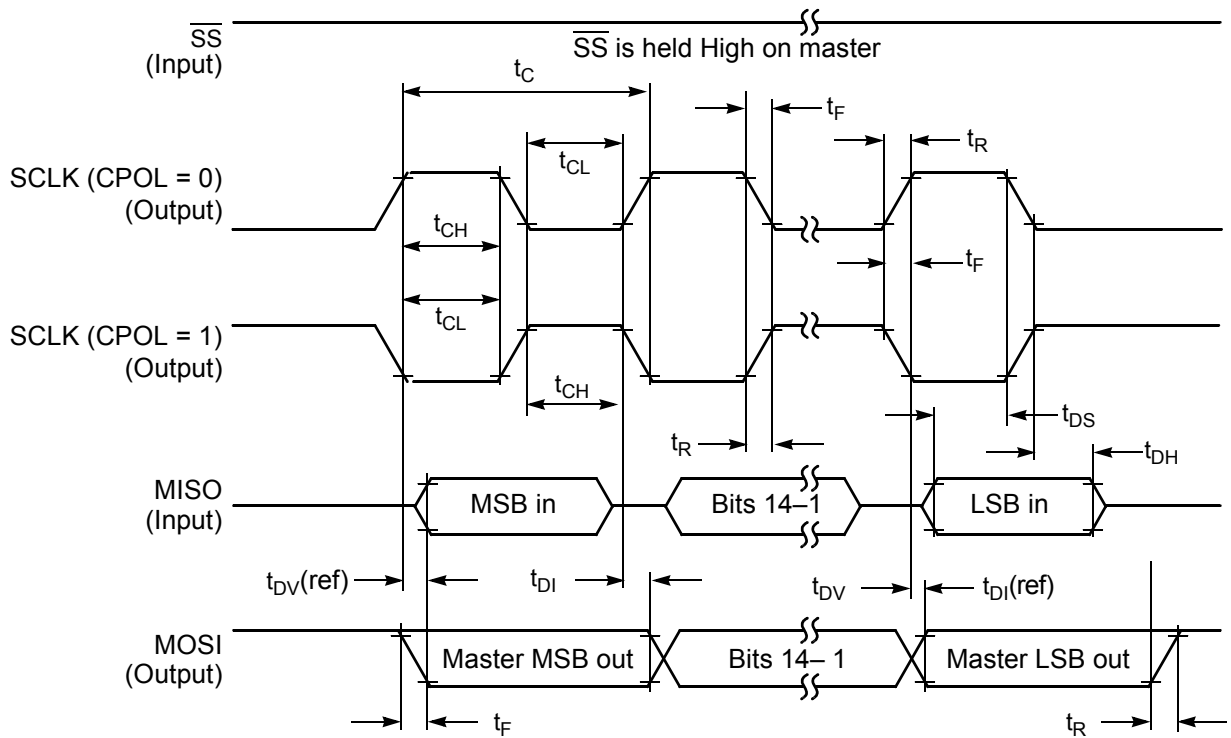 SS
(Input)
SS is held High on master
tC
tF
tR
tCL
SCLK (CPOL = 0)
(Output)
tCH
tF
tCL
SCLK (CPOL = 1)
(Output)
tCH
tDS
tR
tDH
MISO
(Input)
MSB in
Bits 14–1
LSB in
tDV(ref)
tDI
tDV
tDI(ref)
MOSI
(Output)
Master MSB out
Bits 14– 1
Master LSB out
tF
tR